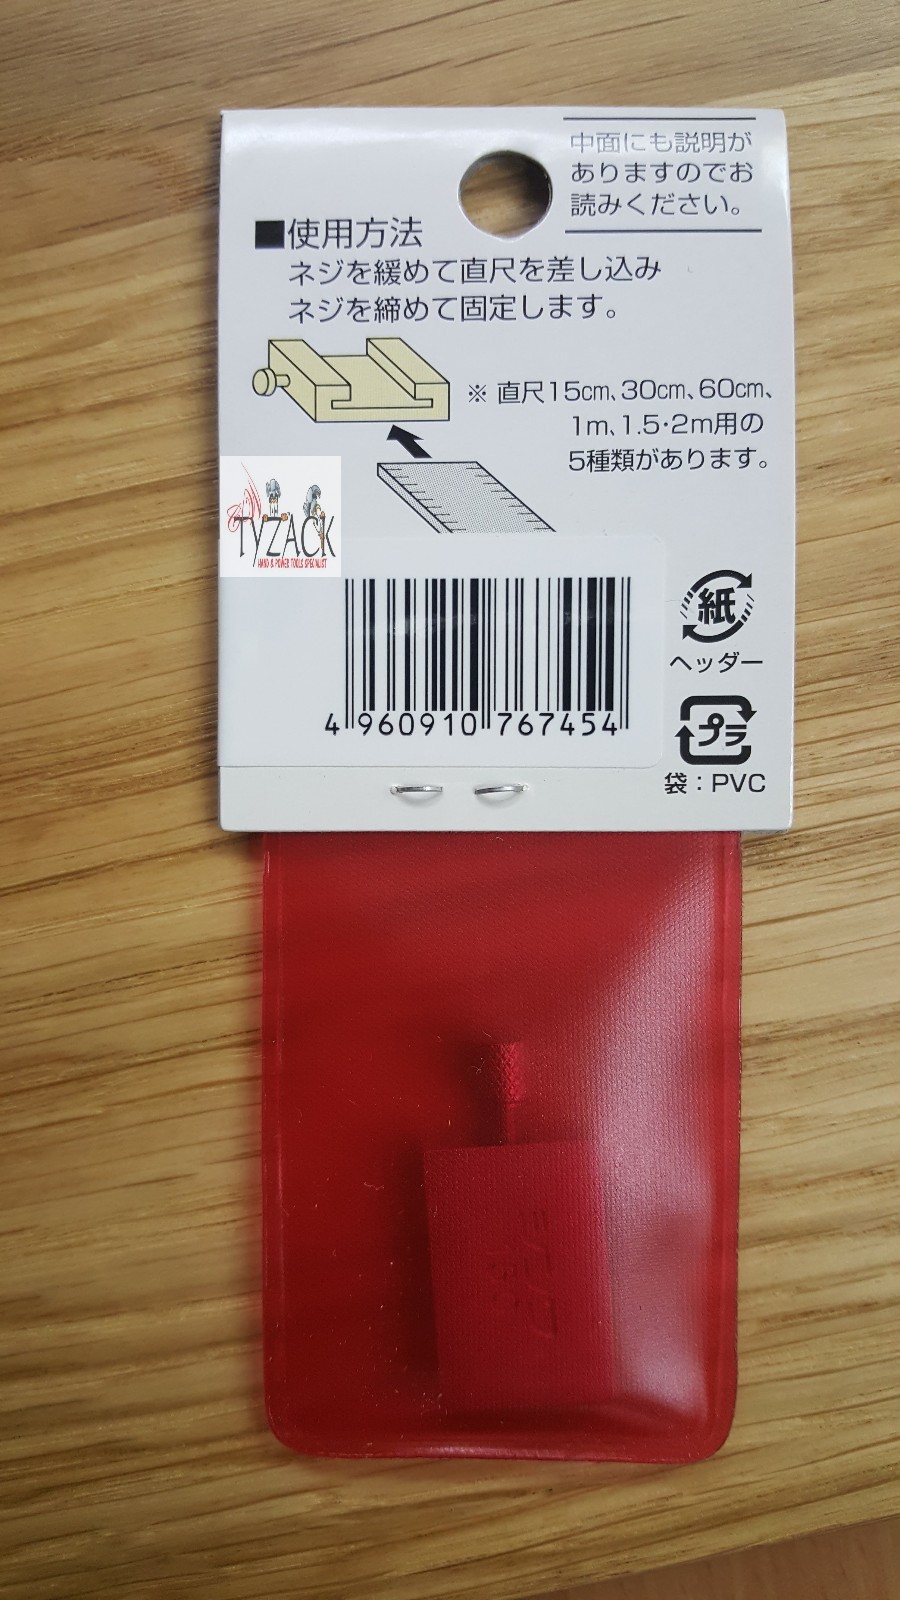 中面にも説明が
ありますのでお
読みください。
■使用方法
ネジを緩めて直尺を差し込み
ネジを締めて固定します。
※ 直尺15cm、30cm、60cm、
1m、1.5・2m用の
5種類があります。
TYZACK
HAND & POWER TOOLS SPECIALIST
4 960910 767454
紙
ヘッダー
プラ
袋：PVC